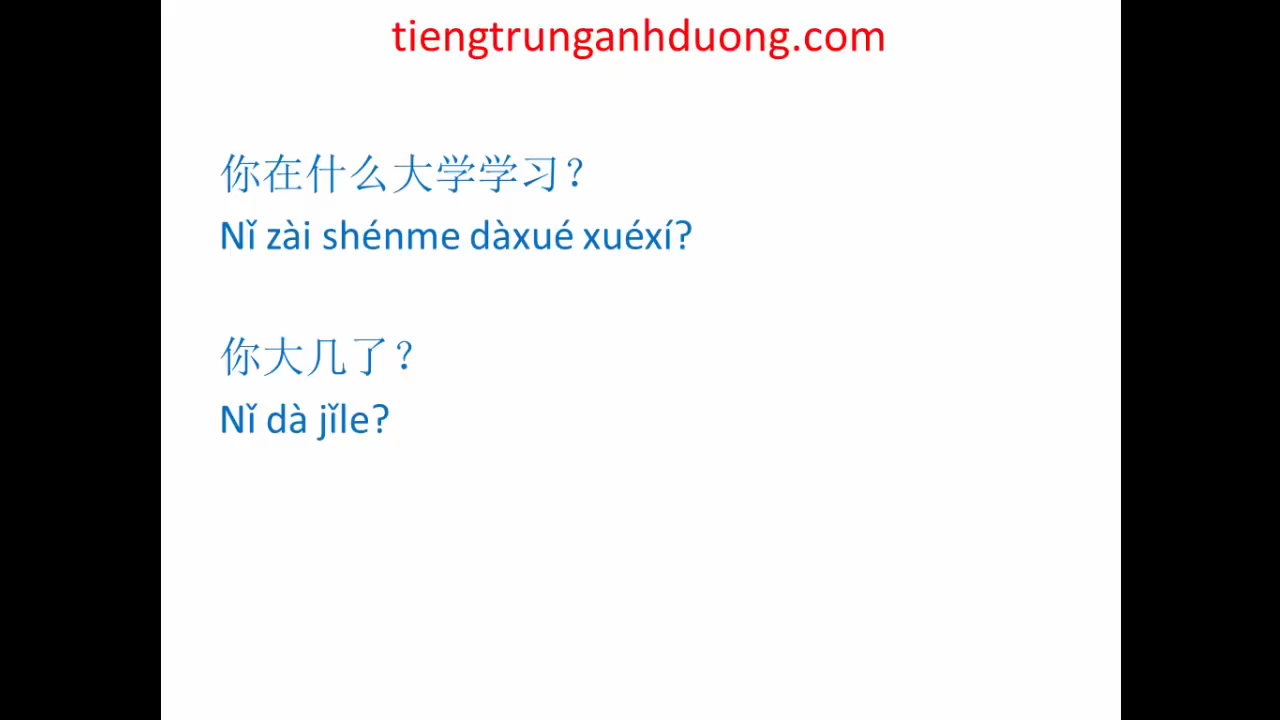 tiengtrunganhduong.com
你在什么大学学习？
Nǐ zài shénme dàxué xuéxí?
你大几了？
Nǐ dà jǐle?